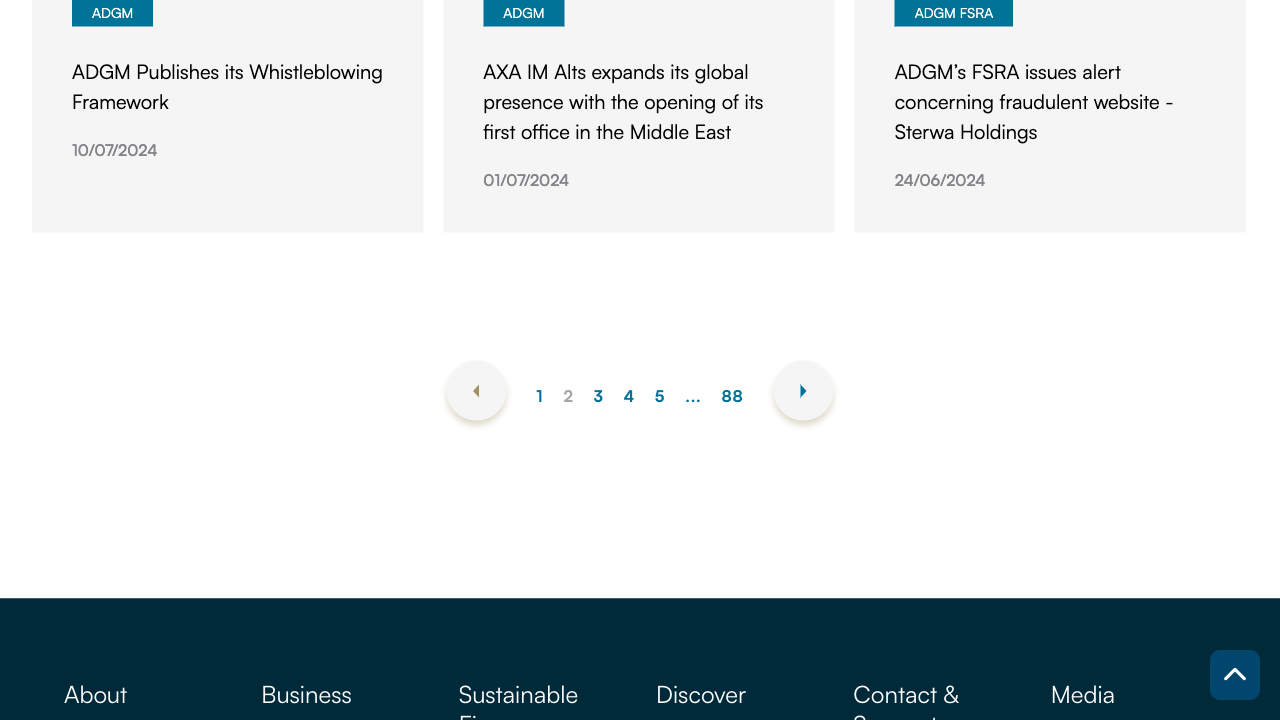 ADGM
ADGM Publishes its Whistleblowing
Framework
10/07/2024
ADGM
AXA IM Alts expands its global
presence with the opening of its
first office in the Middle East
01/07/2024
ADGM FSRA
ADGM’s FSRA issues alert
concerning fraudulent website -
Sterwa Holdings
24/06/2024
1 2 3 4 5 ... 88
About
Business
Sustainable
Discover
Contact &
Media